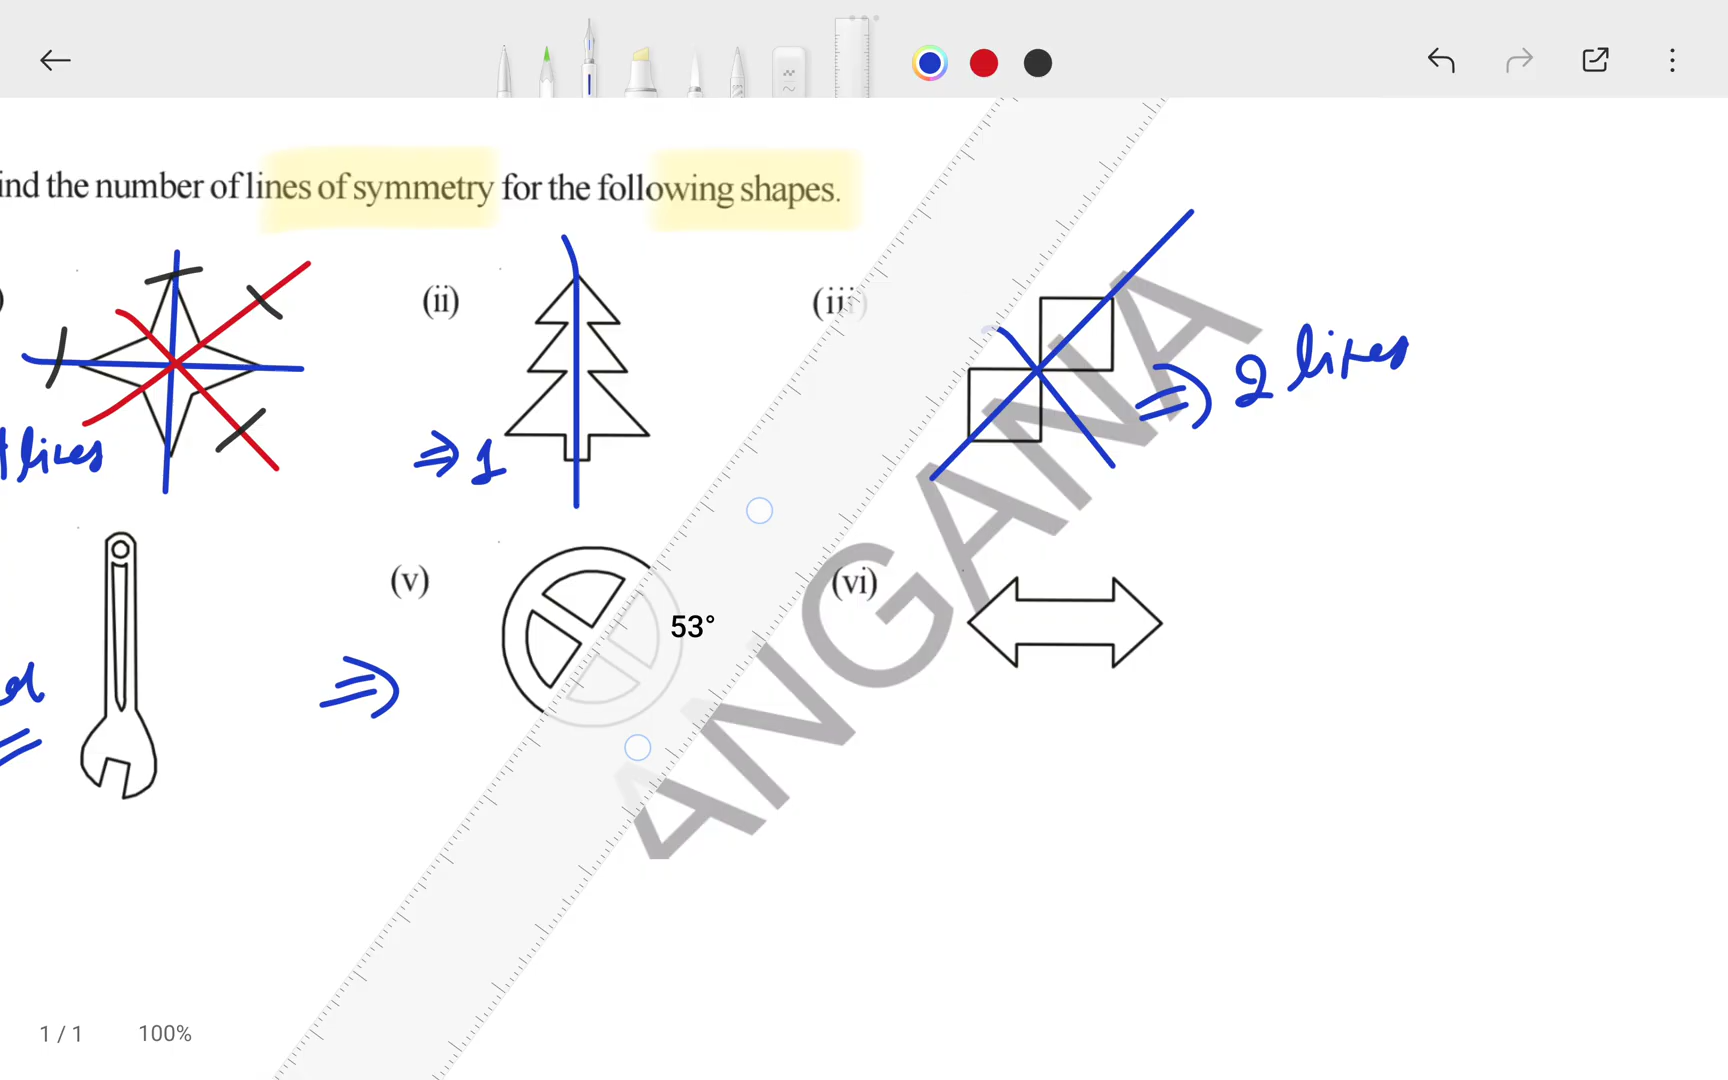 ind the number of lines of symmetry for the following shapes.
(ii)
(iii)
lines
⇒ 1
⇒ 2 lines
(v)
(vi)
53°
⇒
ANGANA
1 / 1
100%